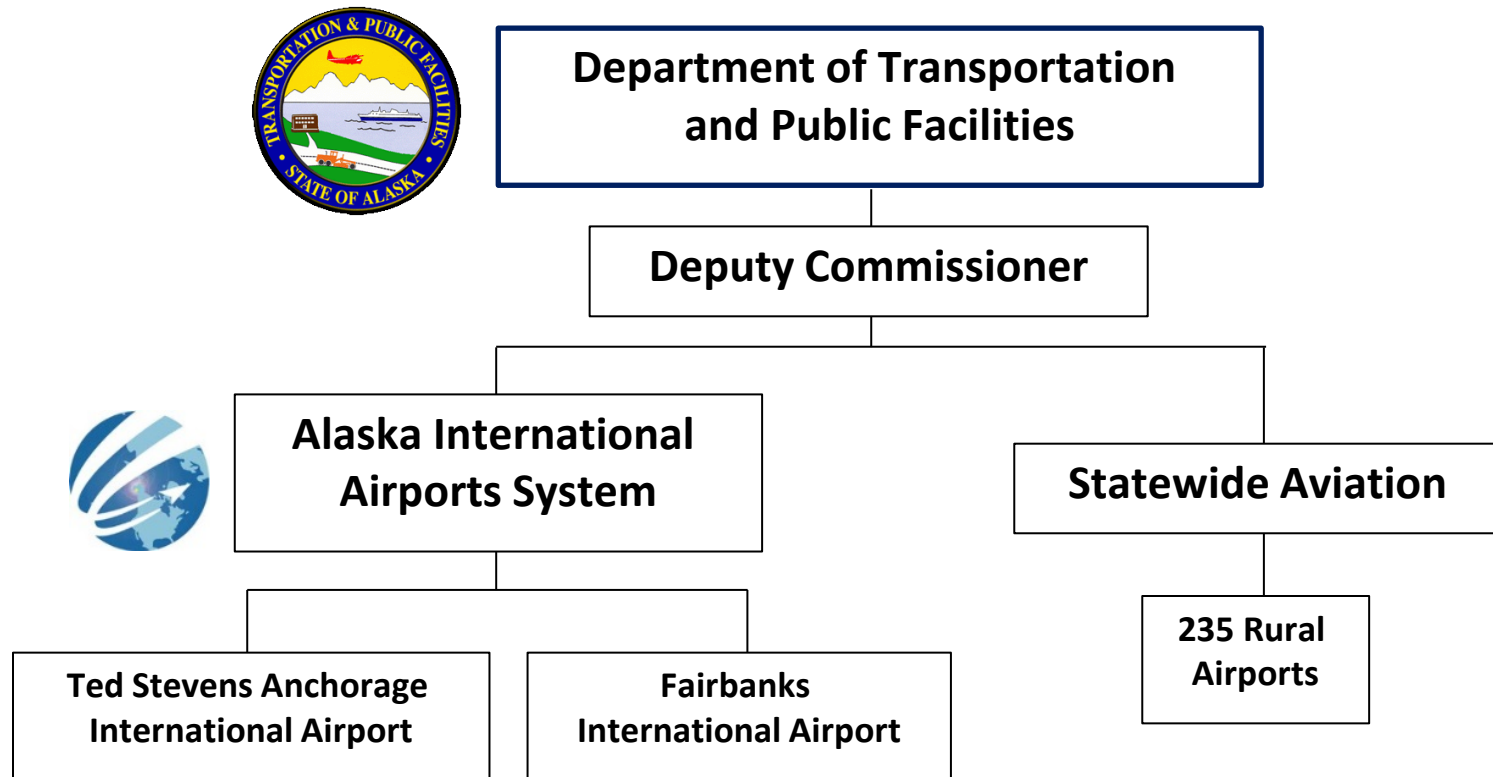 TRANSPORTATION & PUBLIC FACILITIES
• STATE OF ALASKA •
Department of Transportation
and Public Facilities
Deputy Commissioner
Alaska International
Airports System
Statewide Aviation
235 Rural
Airports
Ted Stevens Anchorage
International Airport
Fairbanks
International Airport